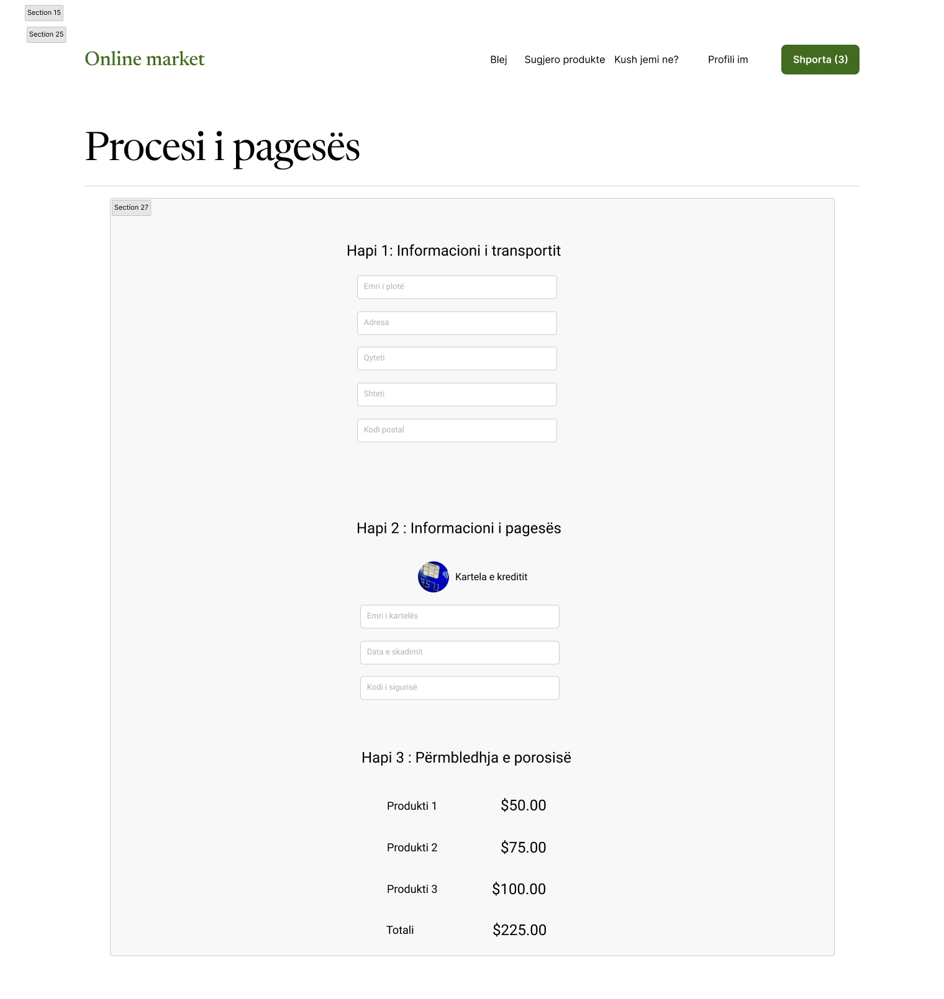 Section 15
Section 25
Online market
Blej Sugjero produkte Kush jemi ne? Profili im Shporta (3)
Procesi i pagesës
Section 27
Hapi 1: Informacioni i transportit
Emri i plotë
Adresa
Qyteti
Shteti
Kodi postal
Hapi 2 : Informacioni i pagesës
4571
Kartela e kreditit
Emri i kartelës
Data e skadimit
Kodi i sigurisë
Hapi 3 : Përmbledhja e porosisë
Produkti 1 $50.00
Produkti 2 $75.00
Produkti 3 $100.00
Totali $225.00